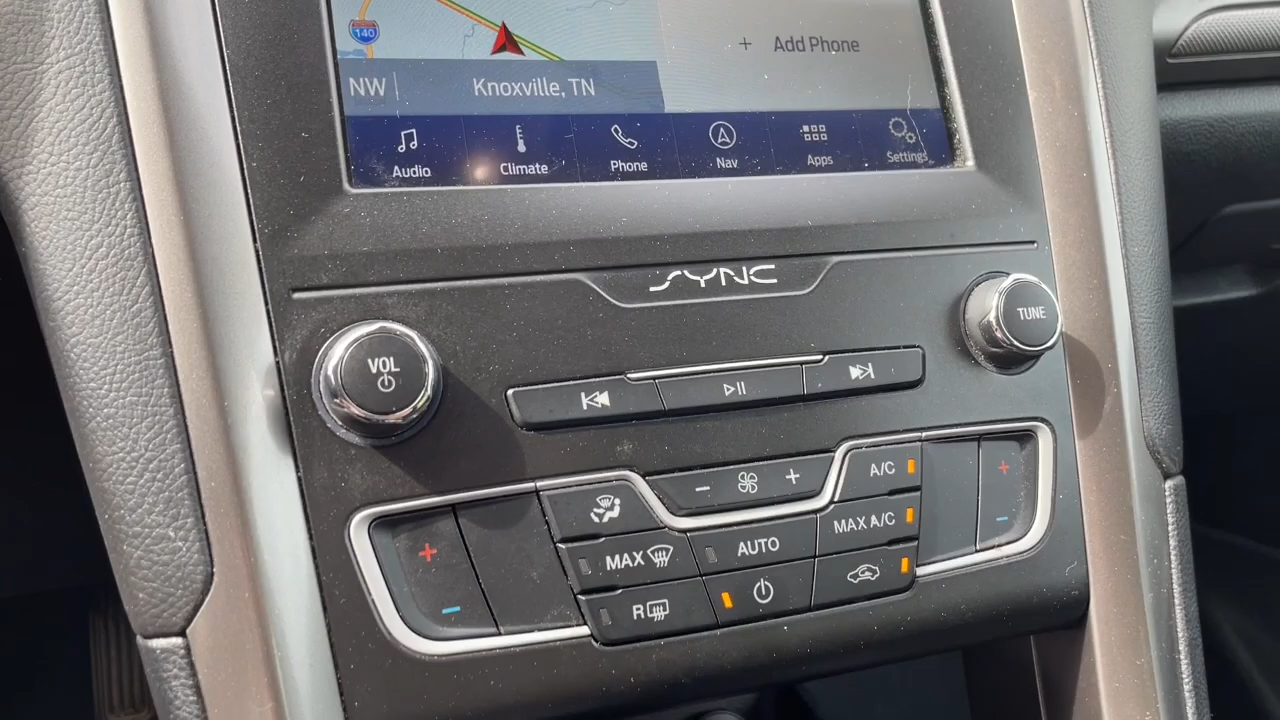 140
+ Add Phone
NW
Knoxville, TN
Audio
Climate
Phone
Nav
Apps
Settings
SYNC
VOL
TUNE
A/C
MAX
AUTO
MAX A/C
R